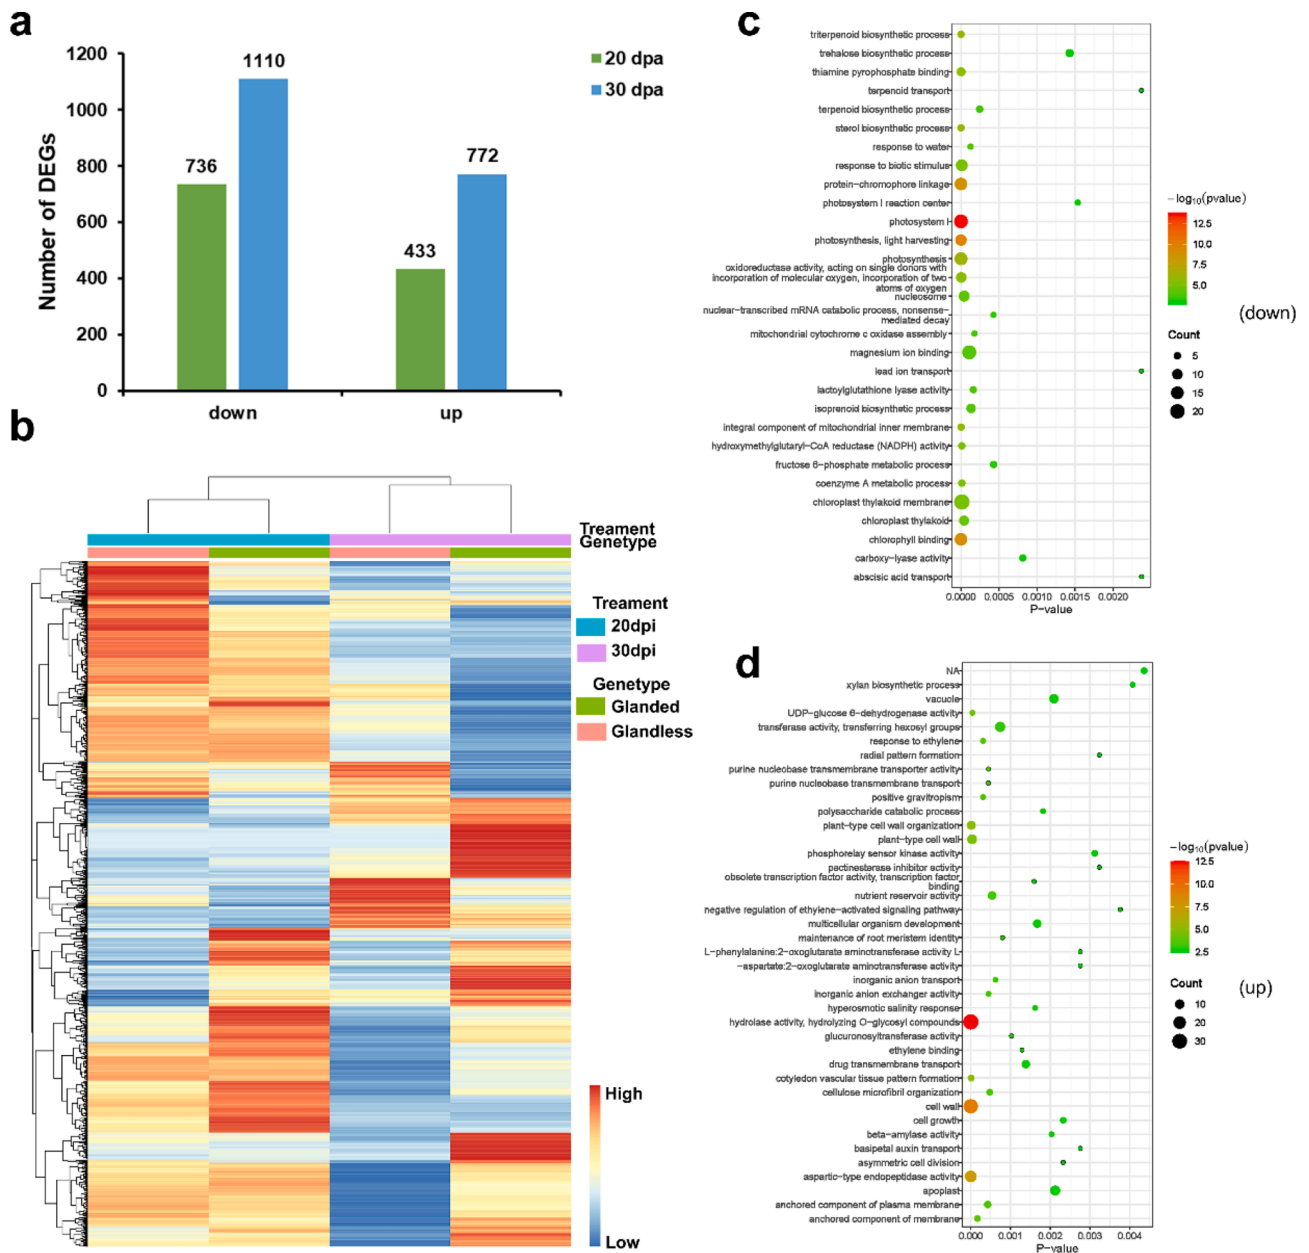 a
1200
1000
800
600
400
200
0
Number of DEGs
736
1110
433
772
down
up
20 dpa
30 dpa
b
Treament
Genetype
Treament
20dpi
30dpi
Genetype
Glanded
Glandless
High
Low
c
triterpenoid biosynthetic process
trehalose biosynthetic process
thiamine pyrophosphate binding
terpenoid transport
terpenoid biosynthetic process
sterol biosynthetic process
response to water
response to biotic stimulus
protein-chromophore linkage
photosystem I reaction center
photosystem I
photosynthesis, light harvesting
photosynthesis
oxidoreductase activity, acting on single donors with
incorporation of molecular oxygen, incorporation of two
atoms of oxygen
nucleosome
nuclear-transcribed mRNA catabolic process, nonsense-
mediated decay
mitochondrial cytochrome c oxidase assembly
magnesium ion binding
lead ion transport
lactoylglutathione lyase activity
isoprenoid biosynthetic process
integral component of mitochondrial inner membrane
hydroxymethylglutaryl-CoA reductase (NADPH) activity
fructose 6-phosphate metabolic process
coenzyme A metabolic process
chloroplast thylakoid membrane
chloroplast thylakoid
chlorophyll binding
carboxy-lyase activity
abscisic acid transport
0.0000 0.0005 0.0010 0.0015 0.0020
P-value
-log10(pvalue)
12.5
10.0
7.5
5.0
Count
5
10
15
20
(down)
d
NA
xylan biosynthetic process
vacuole
UDP-glucose 6-dehydrogenase activity
transferase activity, transferring hexosyl groups
response to ethylene
radial pattern formation
purine nucleobase transmembrane transporter activity
purine nucleobase transmembrane transport
positive gravitropism
polysaccharide catabolic process
plant-type cell wall organization
plant-type cell wall
phosphorelay sensor kinase activity
pectinesterase inhibitor activity
obsolete transcription factor activity, transcription factor
binding
nutrient reservoir activity
negative regulation of ethylene-activated signaling pathway
multicellular organism development
maintenance of root meristem identity
L-phenylalanine:2-oxoglutarate aminotransferase activity L
-aspartate:2-oxoglutarate aminotransferase activity
inorganic anion transport
inorganic anion exchanger activity
hyperosmotic salinity response
hydrolase activity, hydrolyzing O-glycosyl compounds
glucuronosyltransferase activity
ethylene binding
drug transmembrane transport
cotyledon vascular tissue pattern formation
cellulose microfibril organization
cell wall
cell growth
beta-amylase activity
basipetal auxin transport
asymmetric cell division
aspartic-type endopeptidase activity
apoplast
anchored component of plasma membrane
anchored component of membrane
0.000 0.001 0.002 0.003 0.004
P-value
-log10(pvalue)
12.5
10.0
7.5
5.0
2.5
Count
10
20
30
(up)